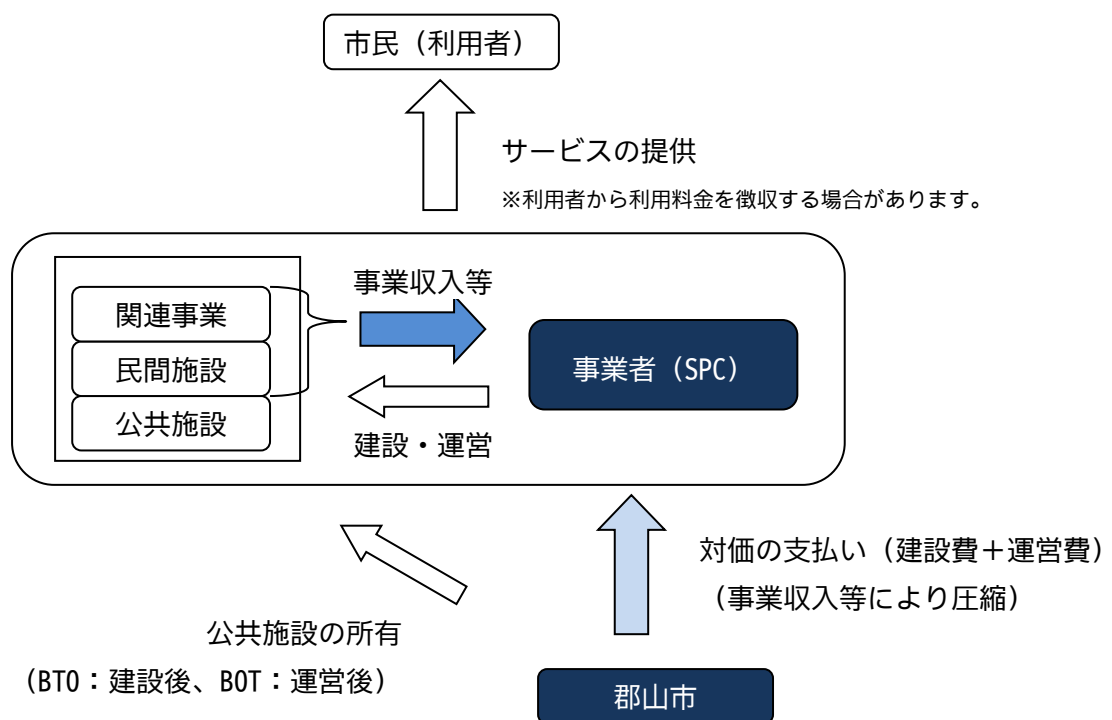 市民（利用者）
サービスの提供
※利用者から利用料金を徴収する場合があります。
事業収入等
関連事業
民間施設
公共施設
事業者（SPC）
建設・運営
対価の支払い（建設費＋運営費）
（事業収入等により圧縮）
公共施設の所有
（BTO：建設後、BOT：運営後）
郡山市